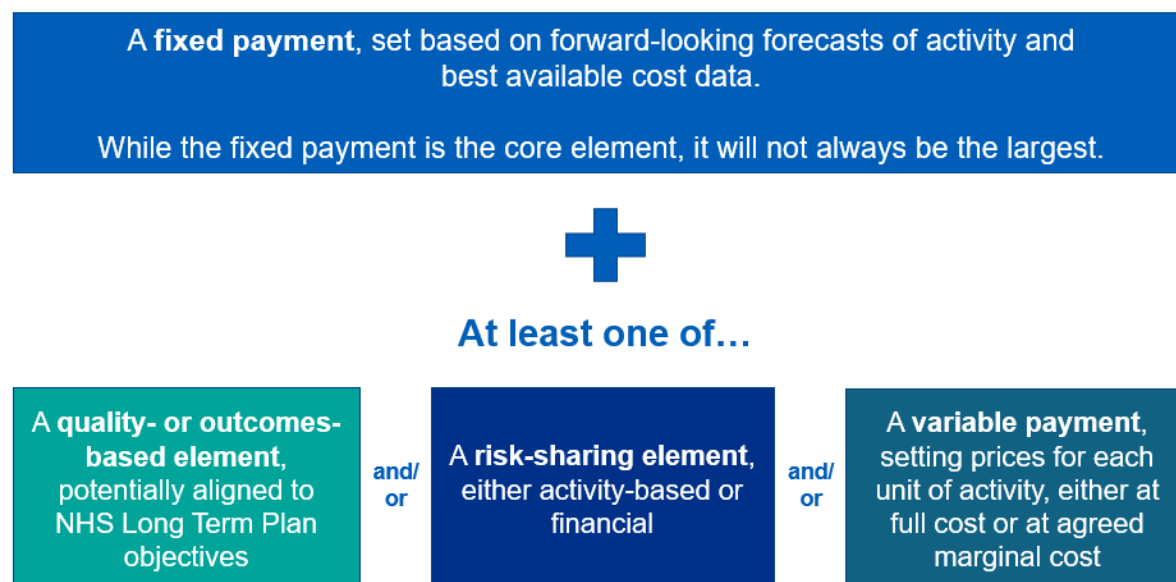 A fixed payment, set based on forward-looking forecasts of activity and
best available cost data.
While the fixed payment is the core element, it will not always be the largest.
At least one of…
A quality- or outcomes-
based element,
potentially aligned to
NHS Long Term Plan
objectives
and/
or
A risk-sharing element,
either activity-based or
financial
and/
or
A variable payment,
setting prices for each
unit of activity, either at
full cost or at agreed
marginal cost